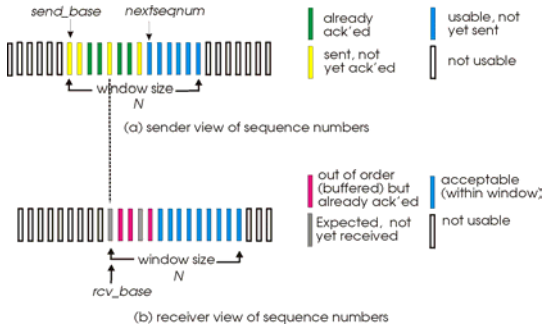 send_base nextseqnum
already
ack'ed
usable, not
yet sent
sent, not
yet ack'ed
not usable
window size
N
(a) sender view of sequence numbers
out of order
(buffered) but
already ack'ed
acceptable
(within window)
Expected, not
yet received
not usable
window size
N
rcv_base
(b) receiver view of sequence numbers